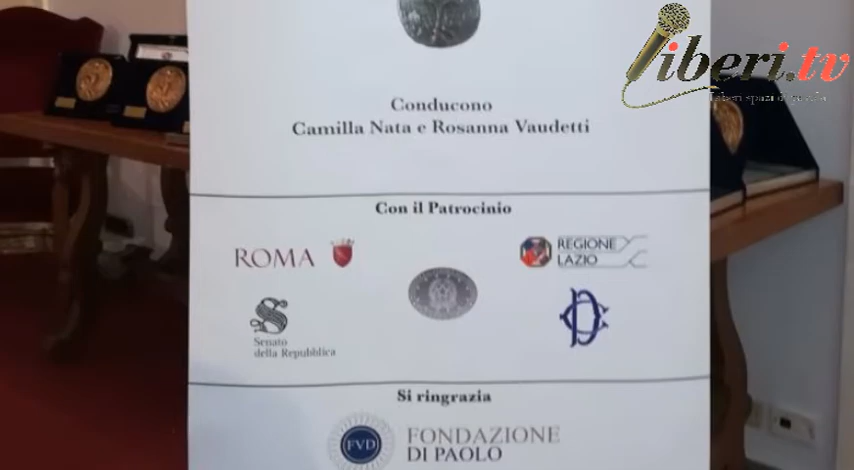 liberi.tv
Conducono
Camilla Nata e Rosanna Vaudetti
Con il Patrocinio
ROMA
REGIONE
LAZIO
Senato
della Repubblica
Si ringrazia
FVD
FONDAZIONE
DI PAOLO